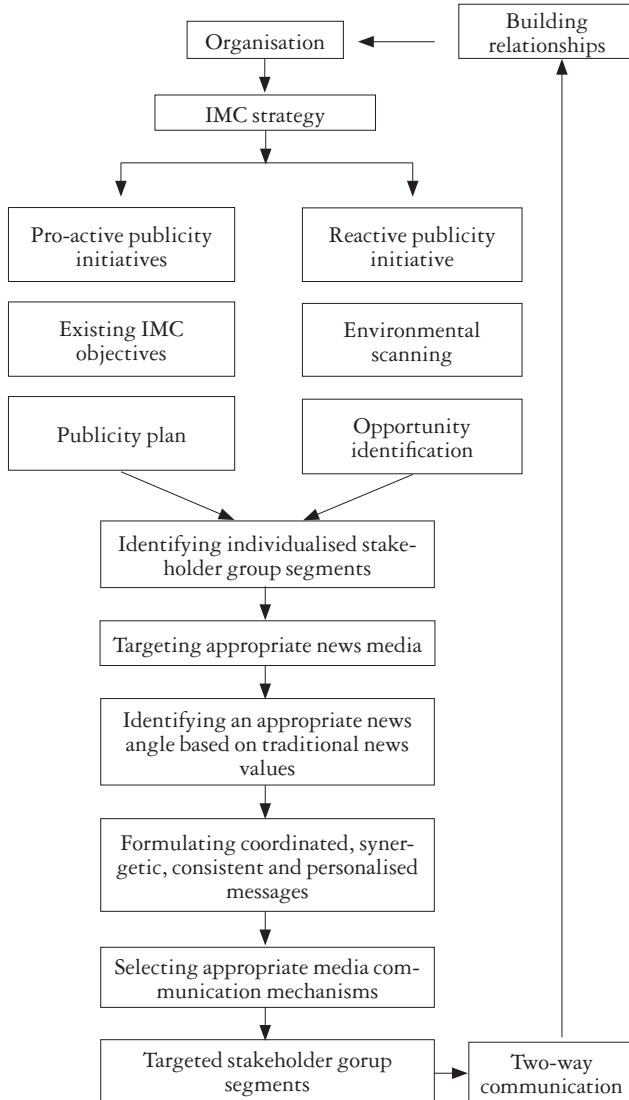 Building
relationships
Organisation
IMC strategy
Pro-active publicity
initiatives
Reactive publicity
initiative
Existing IMC
objectives
Environmental
scanning
Publicity plan
Opportunity
identification
Identifying individualised stake-
holder group segments
Targeting appropriate news media
Identifying an appropriate news
angle based on traditional news
values
Formulating coordinated, syner-
getic, consistent and personalised
messages
Selecting appropriate media com-
munication mechanisms
Targeted stakeholder gorup
segments
Two-way
communication